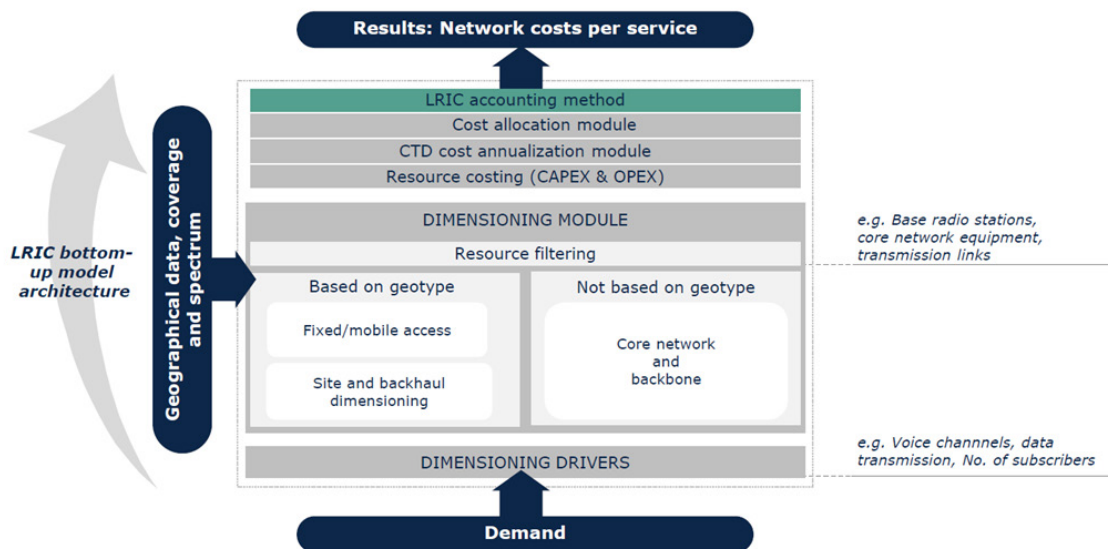 Results: Network costs per service
LRIC accounting method
Cost allocation module
CTD cost annualization module
Resource costing (CAPEX & OPEX)
DIMENSIONING MODULE
Resource filtering
Based on geotype
Fixed/mobile access
Site and backhaul
dimensioning
Not based on geotype
Core network
and
backbone
DIMENSIONING DRIVERS
Demand
Geographical data, coverage
and spectrum
LRIC bottom-
up model
architecture
e.g. Base radio stations,
core network equipment,
transmission links
e.g. Voice channnels, data
transmission, No. of subscribers